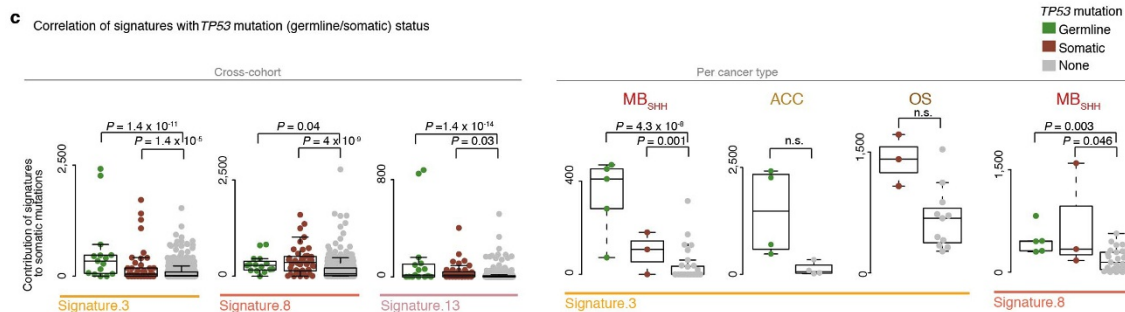 c Correlation of signatures with TP53 mutation (germline/somatic) status
TP53 mutation
Germline
Somatic
None
Cross-cohort
Per cancer type
Contribution of signatures
to somatic mutations
P = 1.4 x 10-11
P = 1.4 x 10-5
2,500
0
Signature.3
P = 0.04
P = 4 x 10-9
2,500
0
Signature.8
P =1.4 x 10-14
P = 0.03
800
0
Signature.13
MBSHH
P = 4.3 x 10-8
P = 0.001
400
0
ACC
n.s.
2,500
0
OS
n.s.
1,500
0
Signature.3
MBSHH
P = 0.003
P = 0.046
1,500
0
Signature.8